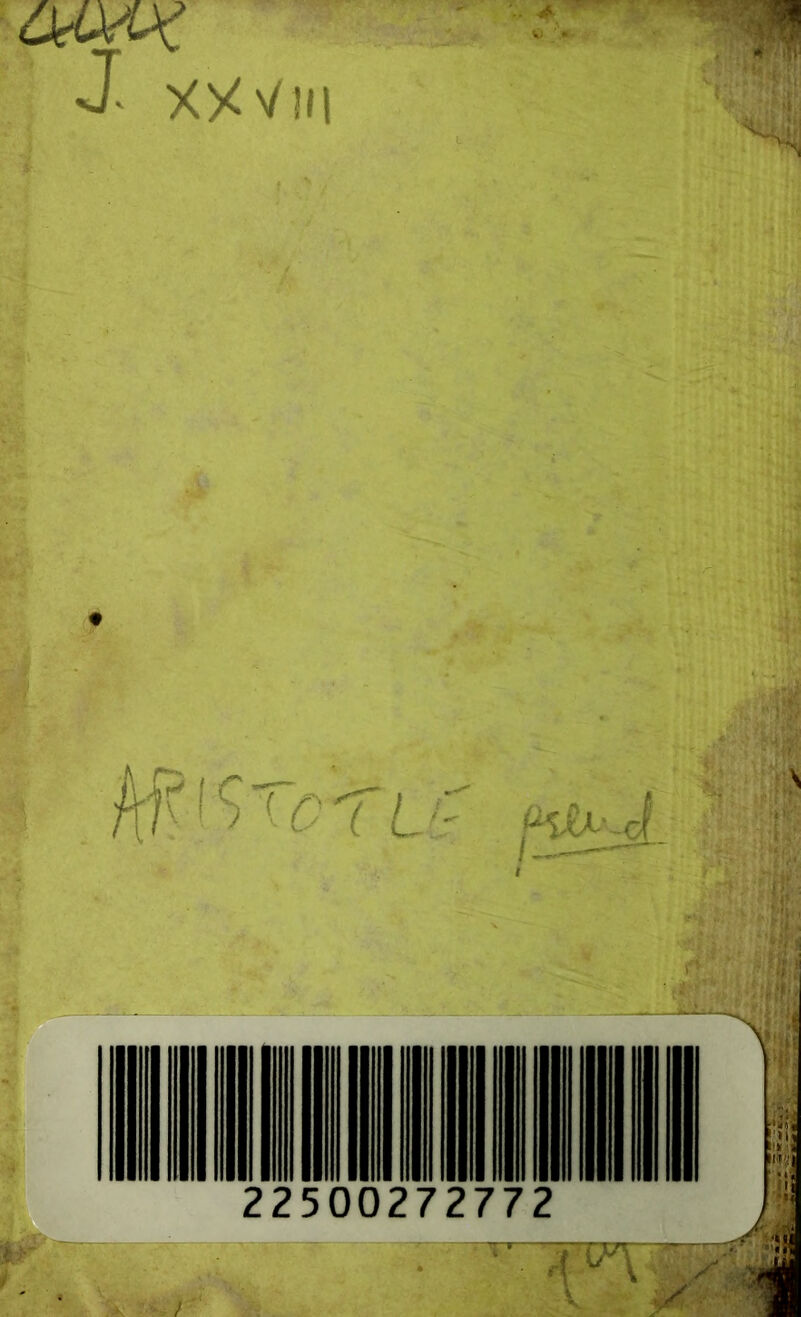 J. XXVIII
ARISTOTLE pseud
22500272772